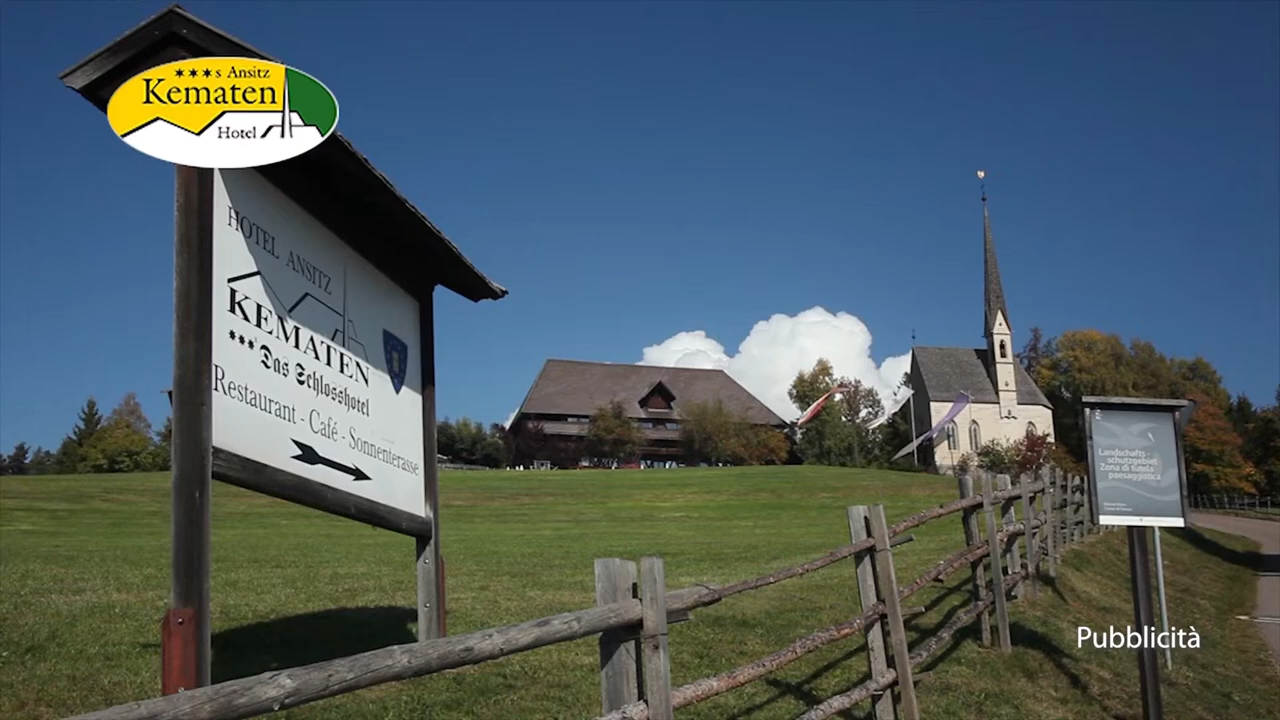 ***s Ansitz
Kematen
Hotel
HOTEL ANSITZ
KEMATEN
*** Das Schlosshotel
Restaurant - Café - Sonnenterasse
Landschafts-
schutzgebiet
Zona di tutela
paesaggistica
Pubblicità